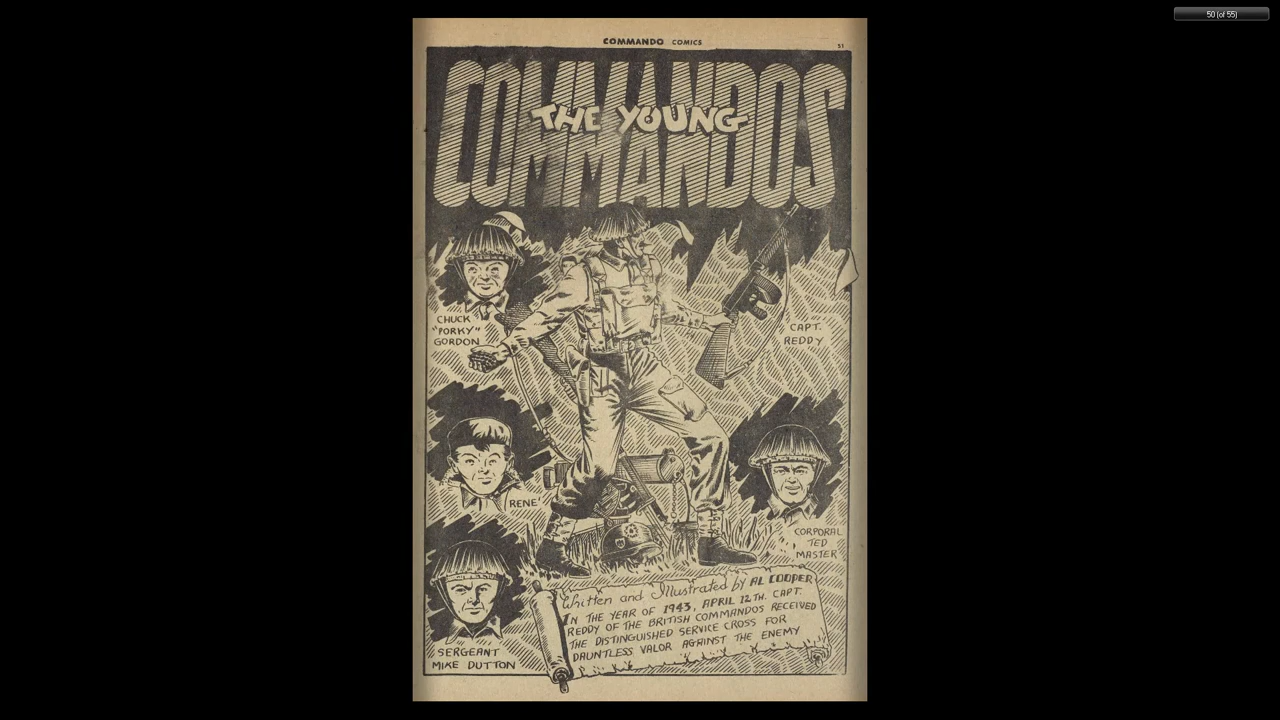 50 (of 55)
COMMANDO COMICS
51
THE YOUNG
COMMANDOS
CHUCK
"PORKY"
GORDON
CAPT.
REDDY
RENE'
CORPORAL
TED
MASTER
SERGEANT
MIKE DUTTON
Written and Illustrated by AL COOPER
IN THE YEAR OF 1943, APRIL 12TH. CAPT.
REDDY OF THE BRITISH COMMANDOS RECEIVED
THE DISTINGUISHED SERVICE CROSS FOR
DAUNTLESS VALOR AGAINST THE ENEMY